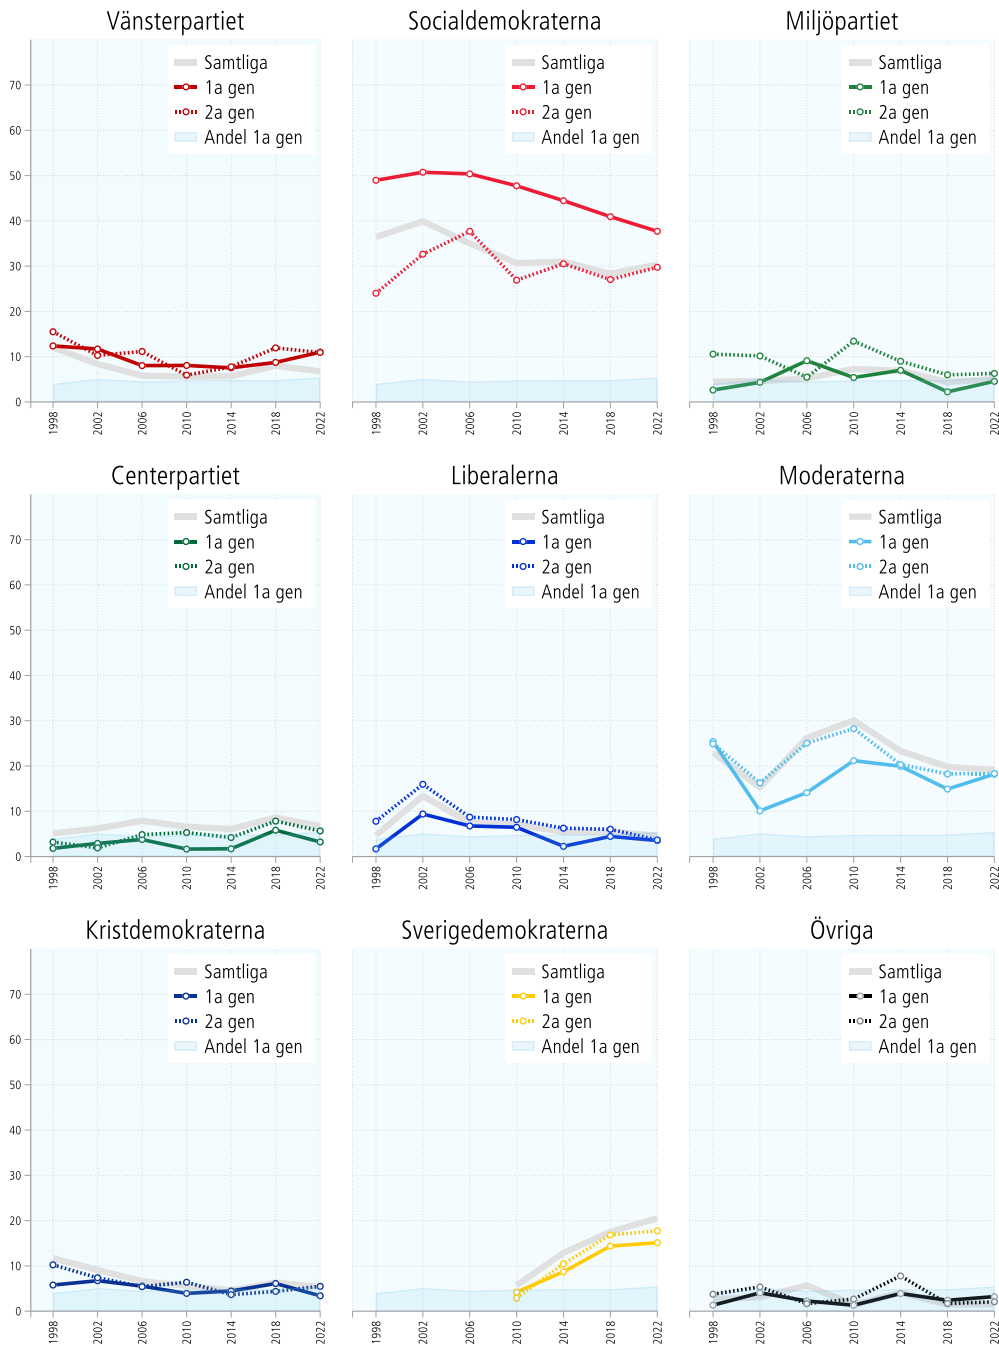 Vänsterpartiet
Socialdemokraterna
Miljöpartiet
Samtliga
1a gen
2a gen
Andel 1a gen
Samtliga
1a gen
2a gen
Andel 1a gen
Samtliga
1a gen
2a gen
Andel 1a gen
70
60
50
40
30
20
10
0
1998 2002 2006 2010 2014 2018 2022
1998 2002 2006 2010 2014 2018 2022
1998 2002 2006 2010 2014 2018 2022
Centerpartiet
Liberalerna
Moderaterna
Samtliga
1a gen
2a gen
Andel 1a gen
Samtliga
1a gen
2a gen
Andel 1a gen
Samtliga
1a gen
2a gen
Andel 1a gen
70
60
50
40
30
20
10
0
1998 2002 2006 2010 2014 2018 2022
1998 2002 2006 2010 2014 2018 2022
1998 2002 2006 2010 2014 2018 2022
Kristdemokraterna
Sverigedemokraterna
Övriga
Samtliga
1a gen
2a gen
Andel 1a gen
Samtliga
1a gen
2a gen
Andel 1a gen
Samtliga
1a gen
2a gen
Andel 1a gen
70
60
50
40
30
20
10
0
1998 2002 2006 2010 2014 2018 2022
1998 2002 2006 2010 2014 2018 2022
1998 2002 2006 2010 2014 2018 2022